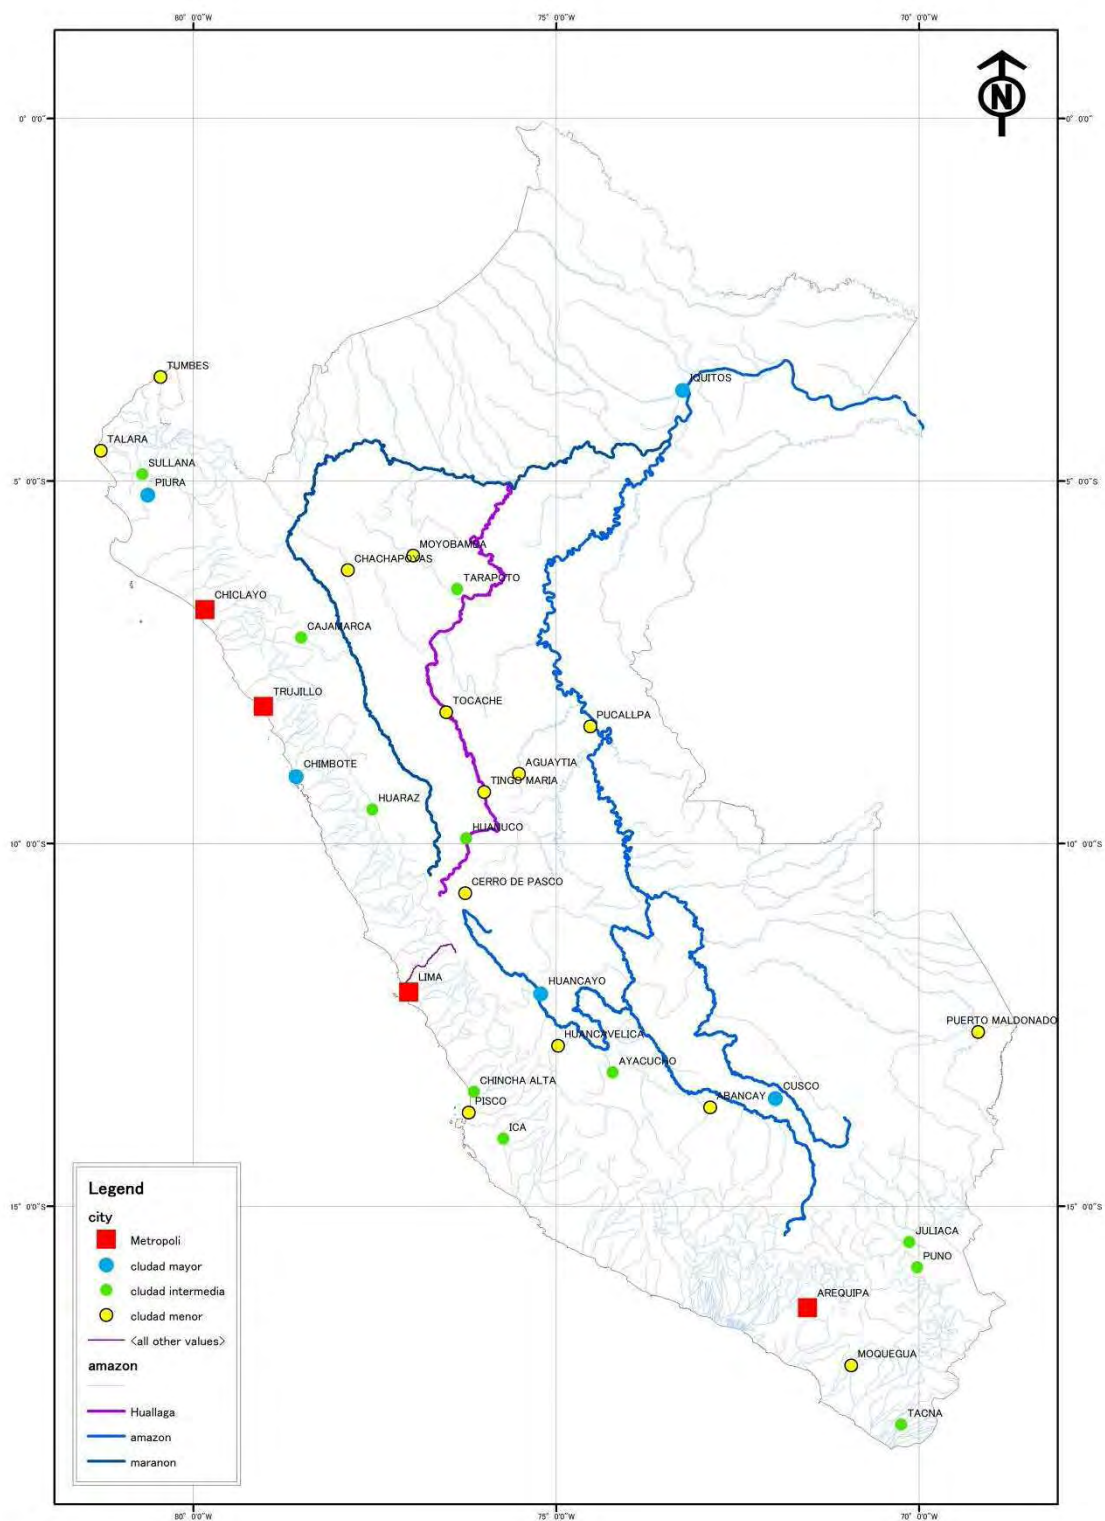 80° 0'0"W
75° 0'0"W
70° 0'0"W
N
0° 0'0"
0° 0'0"
TUMBES
IQUITOS
TALARA
SULLANA
PIURA
5° 0'0"S
5° 0'0"S
MOYOBAMBA
CHACHAPOYAS
TARAPOTO
CHICLAYO
CAJAMARCA
TRUJILLO
TOCACHE
PUCALLPA
CHIMBOTE
AGUAYTIA
TINGO MARIA
HUARAZ
HUANUCO
10° 0'0"S
10° 0'0"S
CERRO DE PASCO
LIMA
HUANCAYO
PUERTO MALDONADO
HUANCAVELICA
AYACUCHO
CHINCHA ALTA
CUSCO
PISCO
ABANCAY
ICA
15° 0'0"S
15° 0'0"S
JULIACA
PUNO
AREQUIPA
MOQUEGUA
TACNA
Legend
city
Metropoli
ciudad mayor
ciudad intermedia
ciudad menor
<all other values>
amazon
Huallaga
amazon
maranon
80° 0'0"W
75° 0'0"W
70° 0'0"W